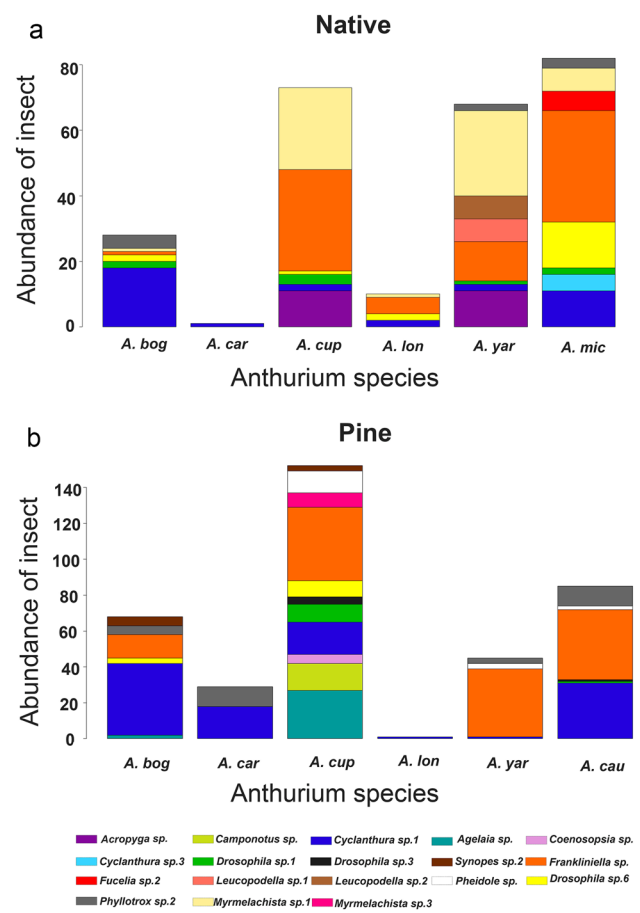 a
Native
Abundance of insect
80
60
40
20
0
A. bog A. car A. cup A. lon A. yar A. mic
Anthurium species
b
Pine
Abundance of insect
140
120
100
80
60
40
20
0
A. bog A. car A. cup A. lon A. yar A. cau
Anthurium species
Acropyga sp. Camponotus sp. Cyclanthura sp.1 Agelaia sp. Coenosopsia sp.
Cyclanthura sp.3 Drosophila sp.1 Drosophila sp.3 Synopes sp.2 Frankliniella sp.
Fucelia sp.2 Leucopodella sp.1 Leucopodella sp.2 Pheidole sp. Drosophila sp.6
Phyllotrox sp.2 Myrmelachista sp.1 Myrmelachista sp.3